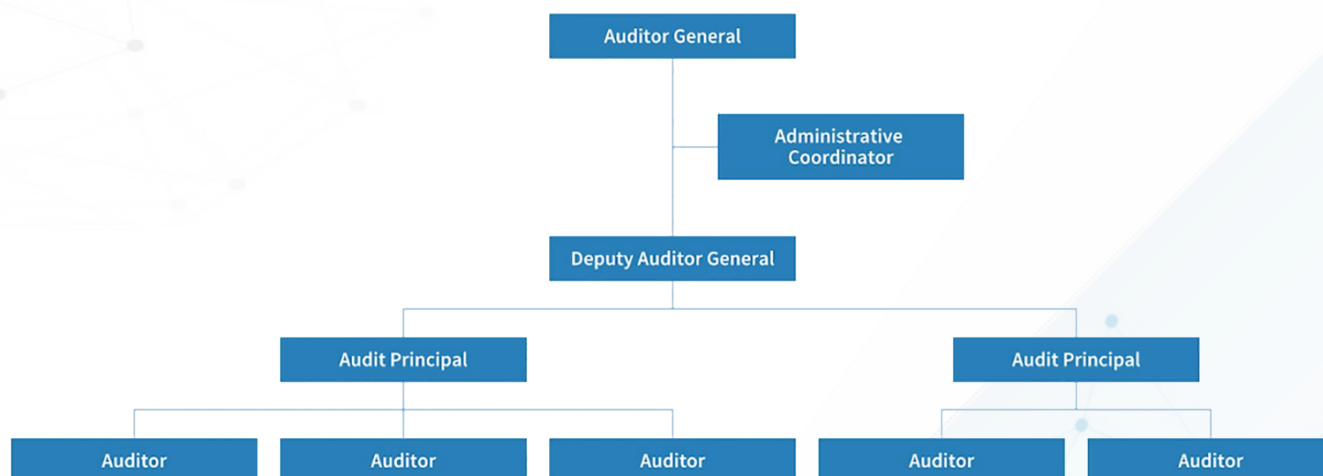 Auditor General
Administrative
Coordinator
Deputy Auditor General
Audit Principal
Audit Principal
Auditor
Auditor
Auditor
Auditor
Auditor